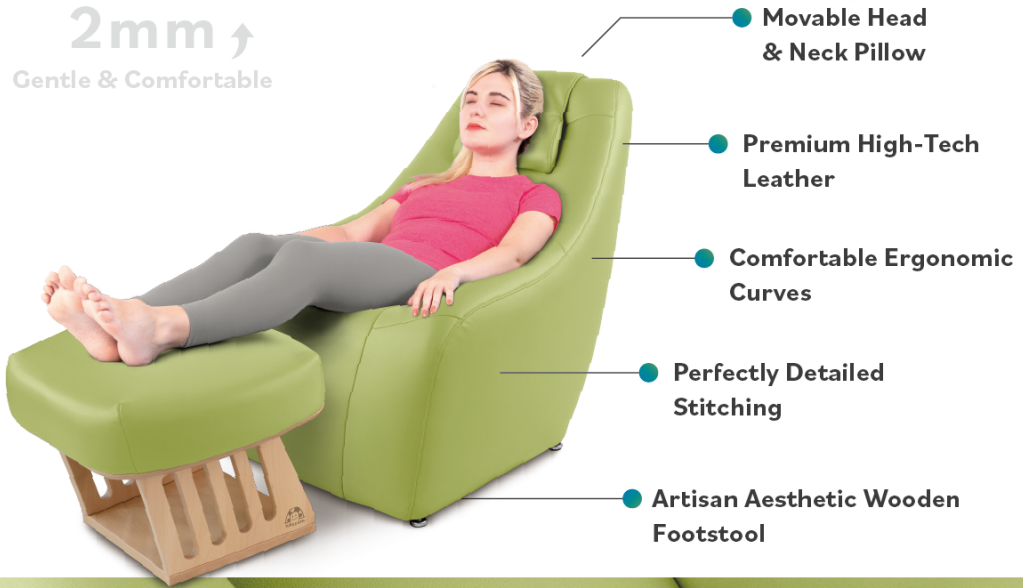 2mm
Gentle & Comfortable
Movable Head
& Neck Pillow
Premium High-Tech
Leather
Comfortable Ergonomic
Curves
Perfectly Detailed
Stitching
Artisan Aesthetic Wooden
Footstool